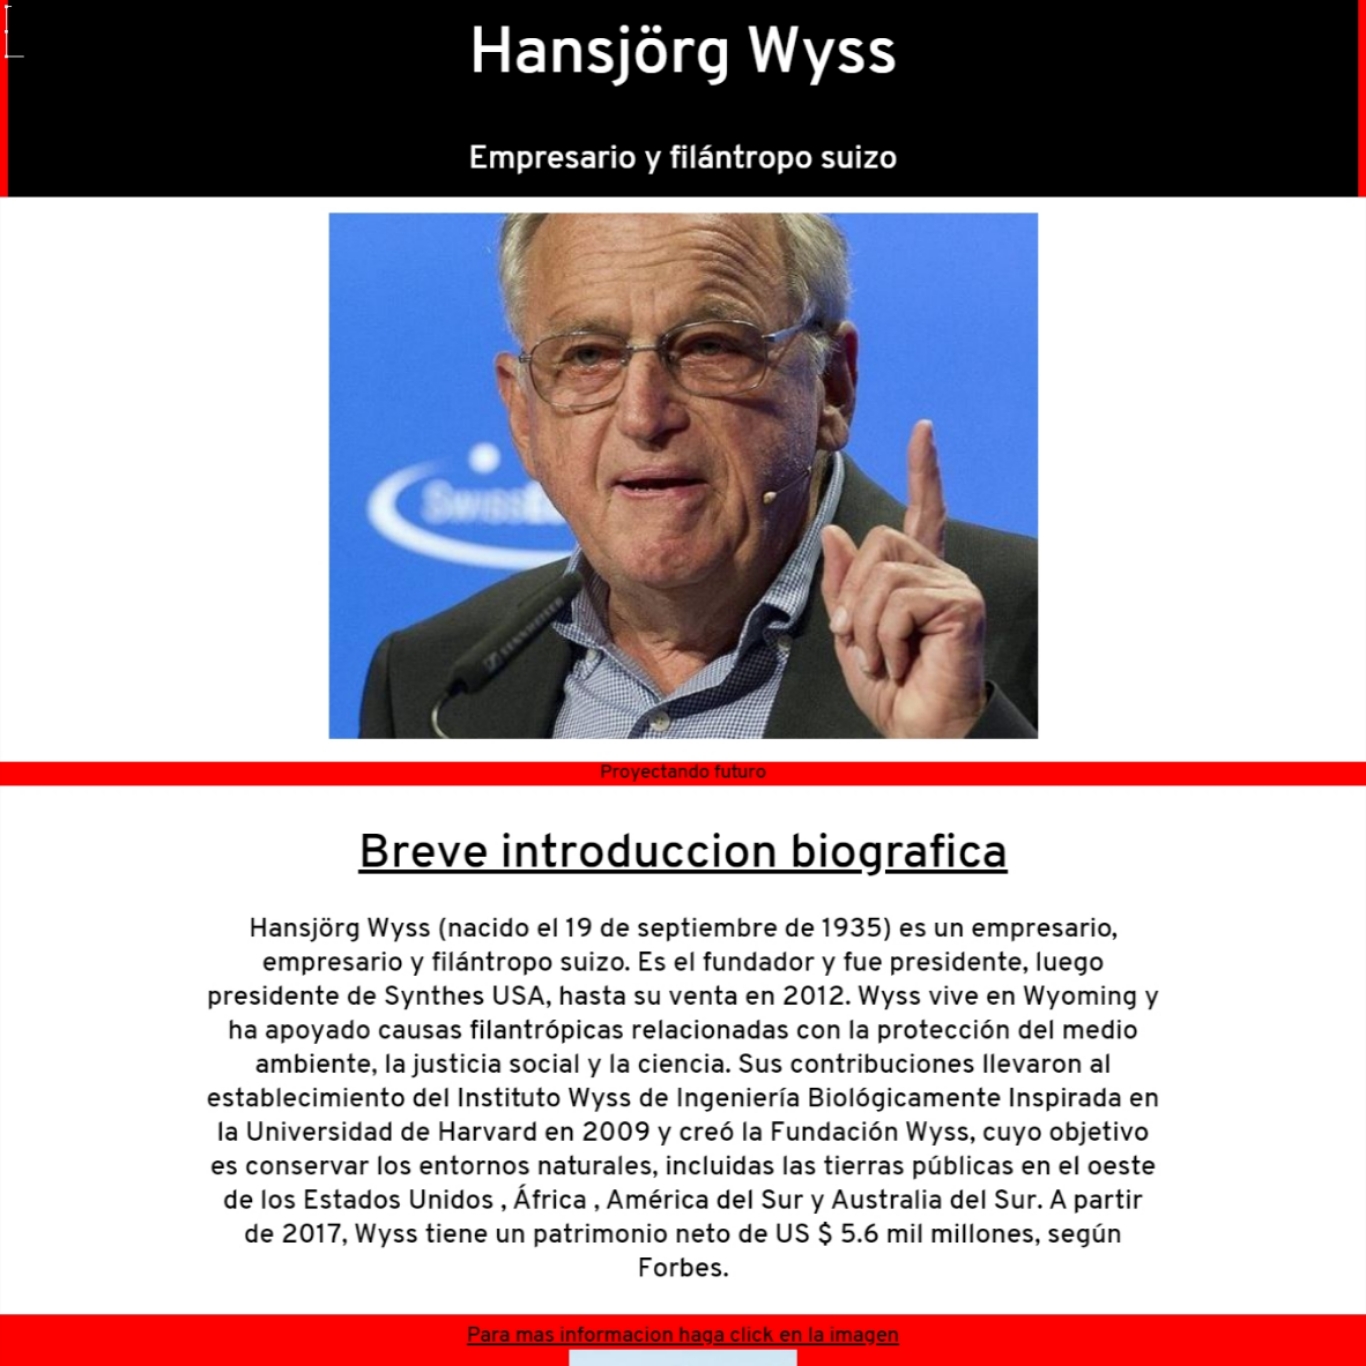 Hansjörg Wyss
Empresario y filántropo suizo
Swiss
Proyectando futuro
Breve introduccion biografica
Hansjörg Wyss (nacido el 19 de septiembre de 1935) es un empresario,
empresario y filántropo suizo. Es el fundador y fue presidente, luego
presidente de Synthes USA, hasta su venta en 2012. Wyss vive en Wyoming y
ha apoyado causas filantrópicas relacionadas con la protección del medio
ambiente, la justicia social y la ciencia. Sus contribuciones llevaron al
establecimiento del Instituto Wyss de Ingeniería Biológicamente Inspirada en
la Universidad de Harvard en 2009 y creó la Fundación Wyss, cuyo objetivo
es conservar los entornos naturales, incluidas las tierras públicas en el oeste
de los Estados Unidos , África , América del Sur y Australia del Sur. A partir
de 2017, Wyss tiene un patrimonio neto de US $ 5.6 mil millones, según
Forbes.
Para mas informacion haga click en la imagen